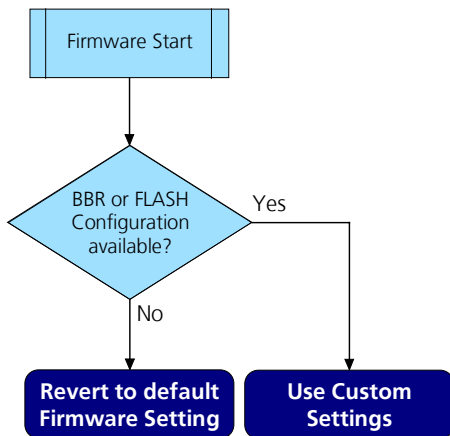 Firmware Start
BBR or FLASH
Configuration
available?
Yes
No
Revert to default
Firmware Setting
Use Custom
Settings